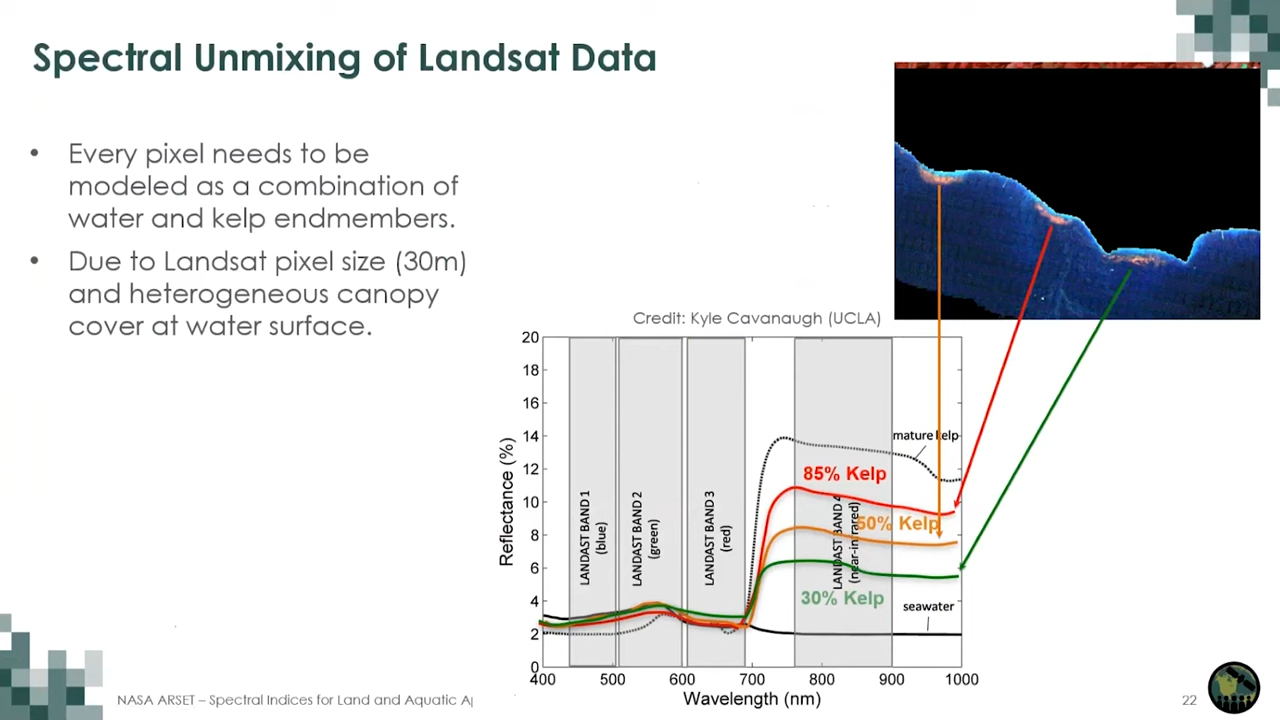 Spectral Unmixing of Landsat Data
• Every pixel needs to be
modeled as a combination of
water and kelp endmembers.
• Due to Landsat pixel size (30m)
and heterogeneous canopy
cover at water surface.
Credit: Kyle Cavanaugh (UCLA)
20
18
16
14
12
10
8
6
4
2
0
Reflectance (%)
LANDAST BAND 1
(blue)
LANDAST BAND 2
(green)
LANDAST BAND 3
(red)
LANDAST BAND 4
(near-infrared)
mature kelp
85% Kelp
50% Kelp
30% Kelp
seawater
400 500 600 700 800 900 1000
Wavelength (nm)
NASA ARSET – Spectral Indices for Land and Aquatic Ap
22